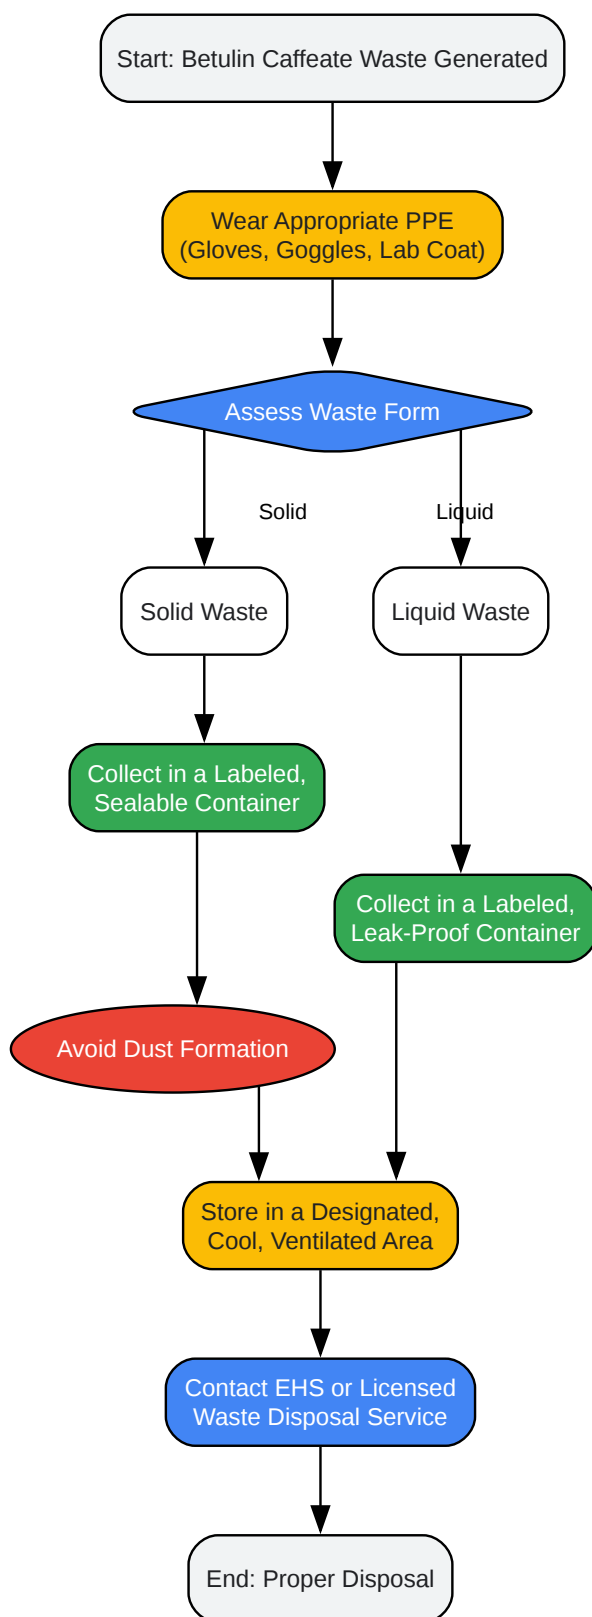 Start: Betulin Caffeate Waste Generated
Wear Appropriate PPE
(Gloves, Goggles, Lab Coat)
Assess Waste Form
Solid
Liquid
Solid Waste
Liquid Waste
Collect in a Labeled,
Sealable Container
Collect in a Labeled,
Leak-Proof Container
Avoid Dust Formation
Store in a Designated,
Cool, Ventilated Area
Contact EHS or Licensed
Waste Disposal Service
End: Proper Disposal